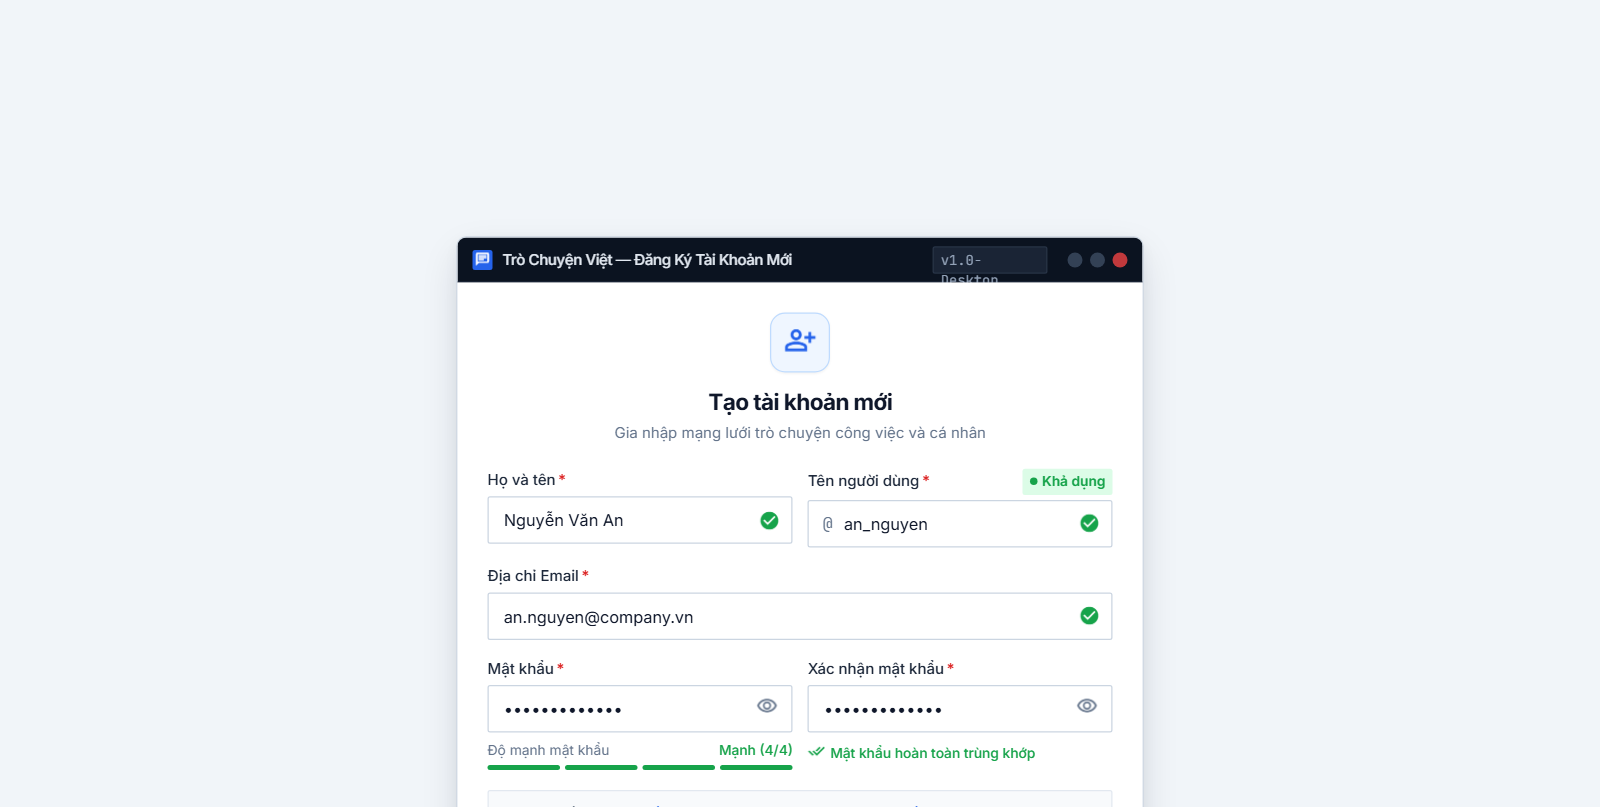 Trò Chuyện Việt — Đăng Ký Tài Khoản Mới
v1.0-
Desktop
Tạo tài khoản mới
Gia nhập mạng lưới trò chuyện công việc và cá nhân
Họ và tên *
Tên người dùng *
Khả dụng
Nguyễn Văn An
@ an_nguyen
Địa chỉ Email *
an.nguyen@company.vn
Mật khẩu *
Xác nhận mật khẩu *
•••••••••••••
•••••••••••••
Độ mạnh mật khẩu
Mạnh (4/4)
Mật khẩu hoàn toàn trùng khớp